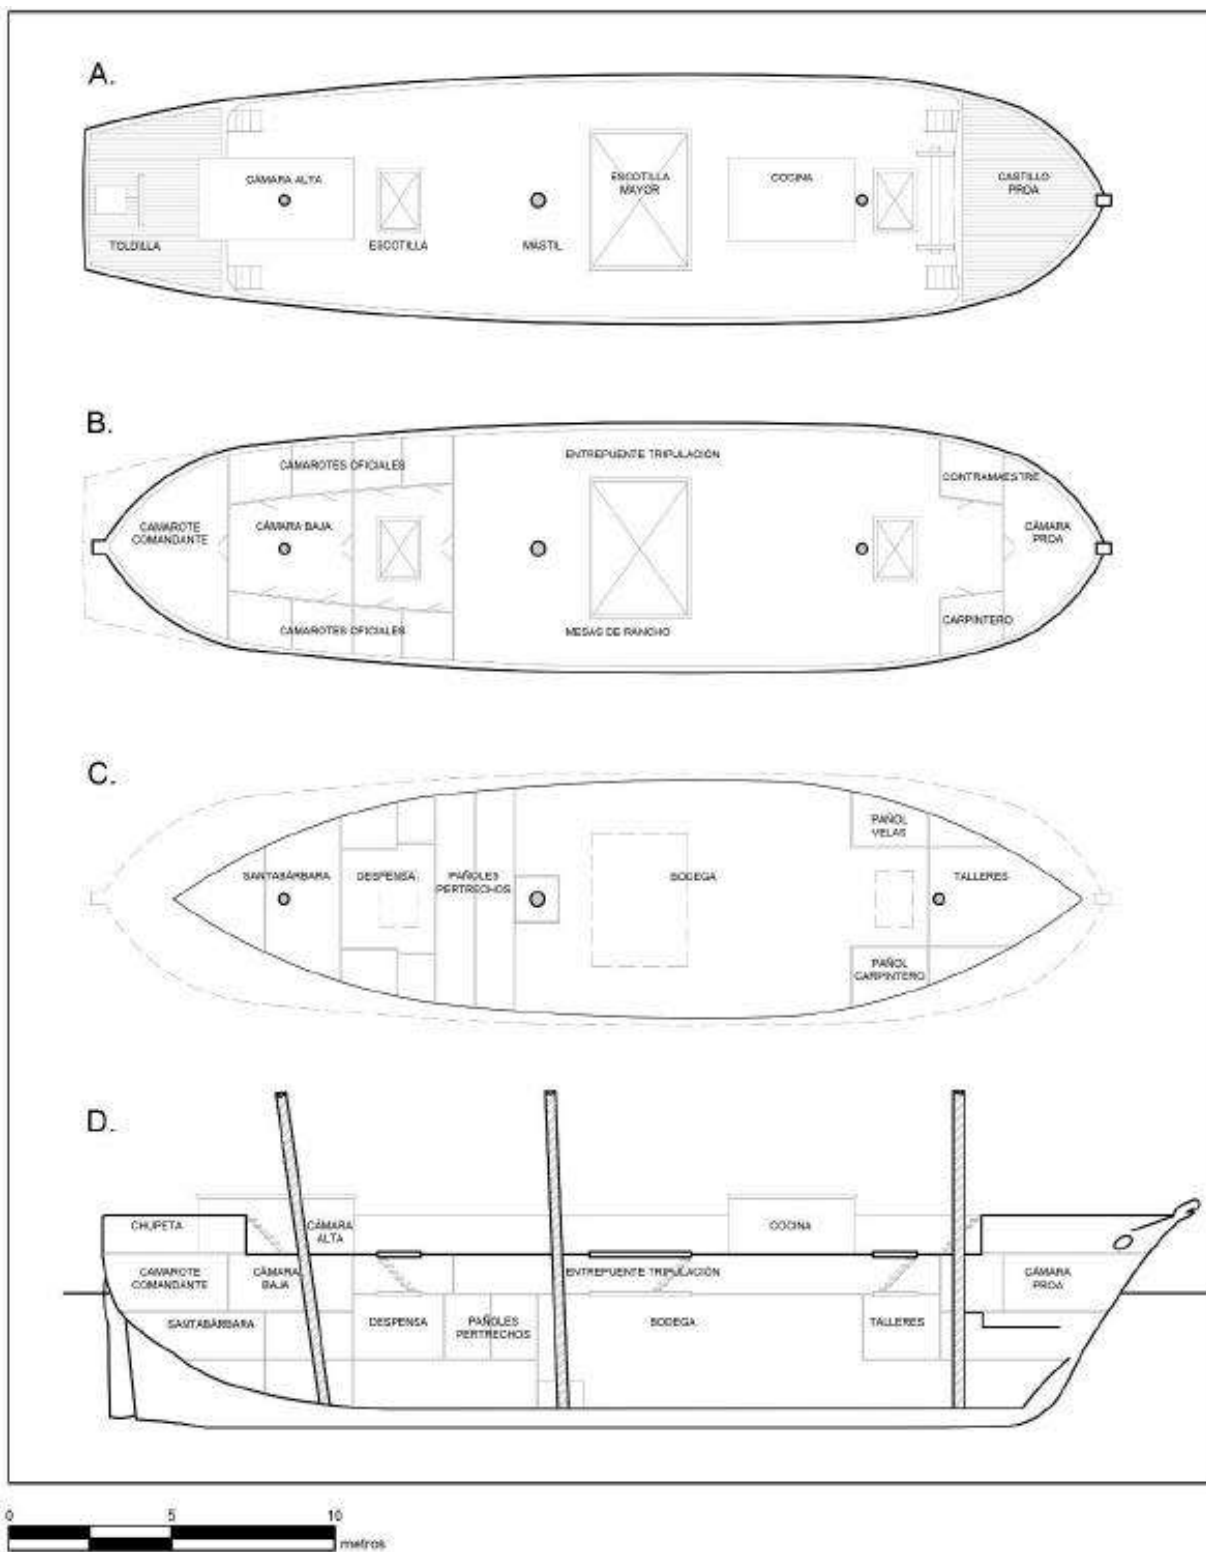 A.
CÁMARA ALTA
ESCOTILLA
MAYOR
COCINA
CASTILLO
PROA
TOLDILLA
ESCOTILLA
MÁSTIL
B.
CAMAROTES OFICIALES
ENTREPUENTE TRIPULACIÓN
CONTRAMAESTRE
CAMAROTE
COMANDANTE
CÁMARA BAJA
CÁMARA
PROA
CAMAROTES OFICIALES
MESAS DE RANCHO
CARPINTERO
C.
PAÑOL
VELAS
SANTABÁRBARA
DESPENSA
PAÑOLES
PERTRECHOS
BODEGA
TALLERES
PAÑOL
CARPINTERO
D.
CHUPETA
CÁMARA
ALTA
COCINA
CAMAROTE
COMANDANTE
CÁMARA
BAJA
ENTREPUENTE TRIPULACIÓN
CÁMARA
PROA
SANTABÁRBARA
DESPENSA
PAÑOLES
PERTRECHOS
BODEGA
TALLERES
0 5 10
metros